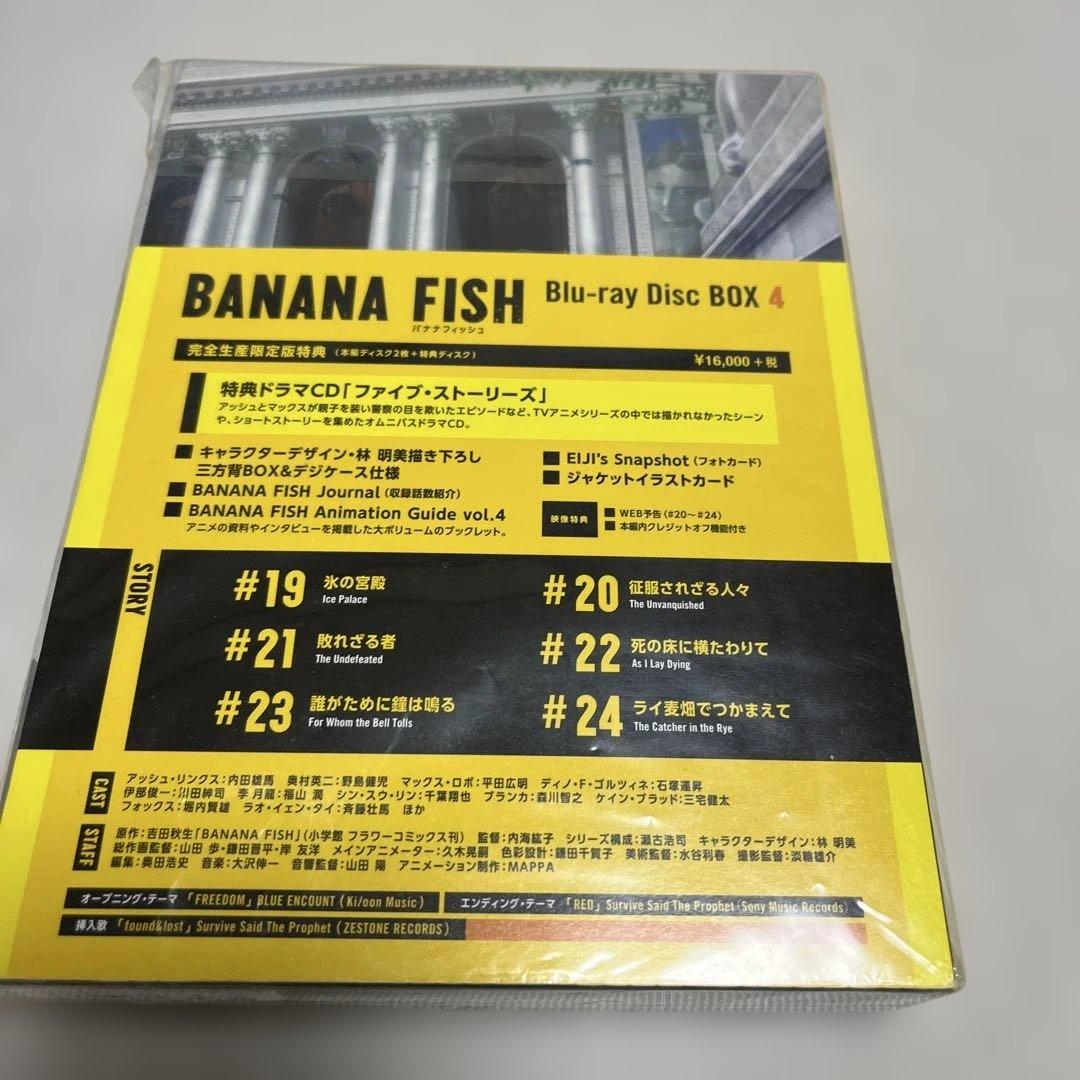 BANANA FISH Blu-ray Disc BOX 4
バナナフィッシュ
完全生産限定版特典（本編ディスク2枚＋特典ディスク） ¥16,000＋税
特典ドラマCD「ファイブ・ストーリーズ」
アッシュとマックスが親子を装い警察の目を欺いたエピソードなど、TVアニメシリーズの中では描かれなかったシーン
や、ショートストーリーを集めたオムニバスドラマCD。
■ キャラクターデザイン・林 明美描き下ろし
三方背BOX&デジケース仕様
■ BANANA FISH Journal（収録話数紹介）
■ BANANA FISH Animation Guide vol.4
アニメの資料やインタビューを掲載した大ボリュームのブックレット。
■ EIJI's Snapshot（フォトカード）
■ ジャケットイラストカード
映像特典
■ WEB予告（#20〜#24）
■ 本編内クレジットオフ機能付き
STORY
#19 氷の宮殿
Ice Palace
#20 征服されざる人々
The Unvanquished
#21 敗れざる者
The Undefeated
#22 死の床に横たわりて
As I Lay Dying
#23 誰がために鐘は鳴る
For Whom the Bell Tolls
#24 ライ麦畑でつかまえて
The Catcher in the Rye
CAST
アッシュ・リンクス：内田雄馬 奥村英二：野島健児 マックス・ロボ：平田広明 ディノ・F・ゴルツィネ：石塚運昇
伊部俊一：川田紳司 李 月龍：福山 潤 シン・スウ・リン：千葉翔也 ブランカ：森川智之 ケイン・ブラッド：三宅健太
フォックス：堀内賢雄 ラオ・イェン・タイ：斉藤壮馬 ほか
STAFF
原作：吉田秋生「BANANA FISH」（小学館 フラワーコミックス刊） 監督：内海紘子 シリーズ構成：瀬古浩司 キャラクターデザイン：林 明美
総作画監督：山田 歩・鎌田晋平・岸 友洋 メインアニメーター：久木晃嗣 色彩設計：鎌田千賀子 美術監督：水谷利春 撮影監督：淡輪雄介
編集：奥田浩史 音楽：大沢伸一 音響監督：山田 陽 アニメーション制作：MAPPA
オープニング・テーマ 「FREEDOM」BLUE ENCOUNT（Ki/oon Music）
エンディング・テーマ 「RED」Survive Said The Prophet（Sony Music Records）
挿入歌 「found&lost」Survive Said The Prophet（ZESTONE RECORDS）